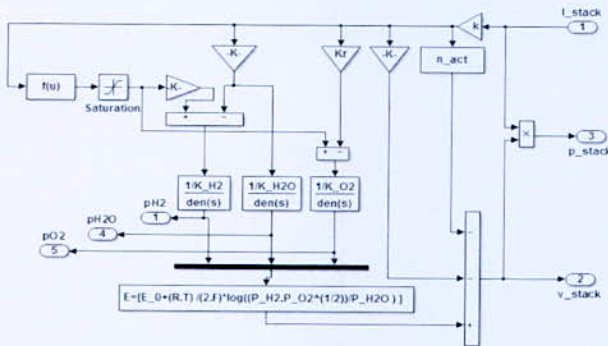 I_stack
1
k
-K-
Kr
-K-
n_act
f(u)
Saturation
-K-
+ -
×
3
p_stack
+ -
1/K_H2
den(s)
1/K_H2O
den(s)
1/K_O2
den(s)
pH2
1
pH2O
4
pO2
5
-
-
+
2
v_stack
E=[E_0+(R.T) /(2.F)*log((P_H2.P_O2^(1/2))/P_H2O ) ]